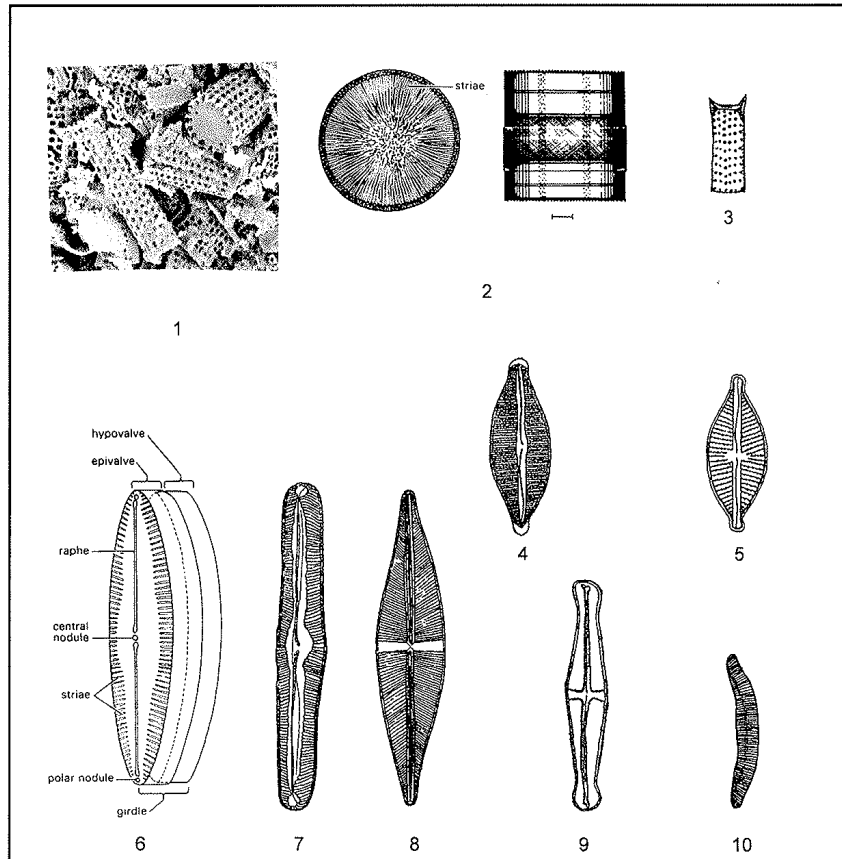 striae
3
2
1
hypovalve
epivalve
4
5
raphe
central
nodule
striae
polar nodule
girdle
6
7
8
9
10